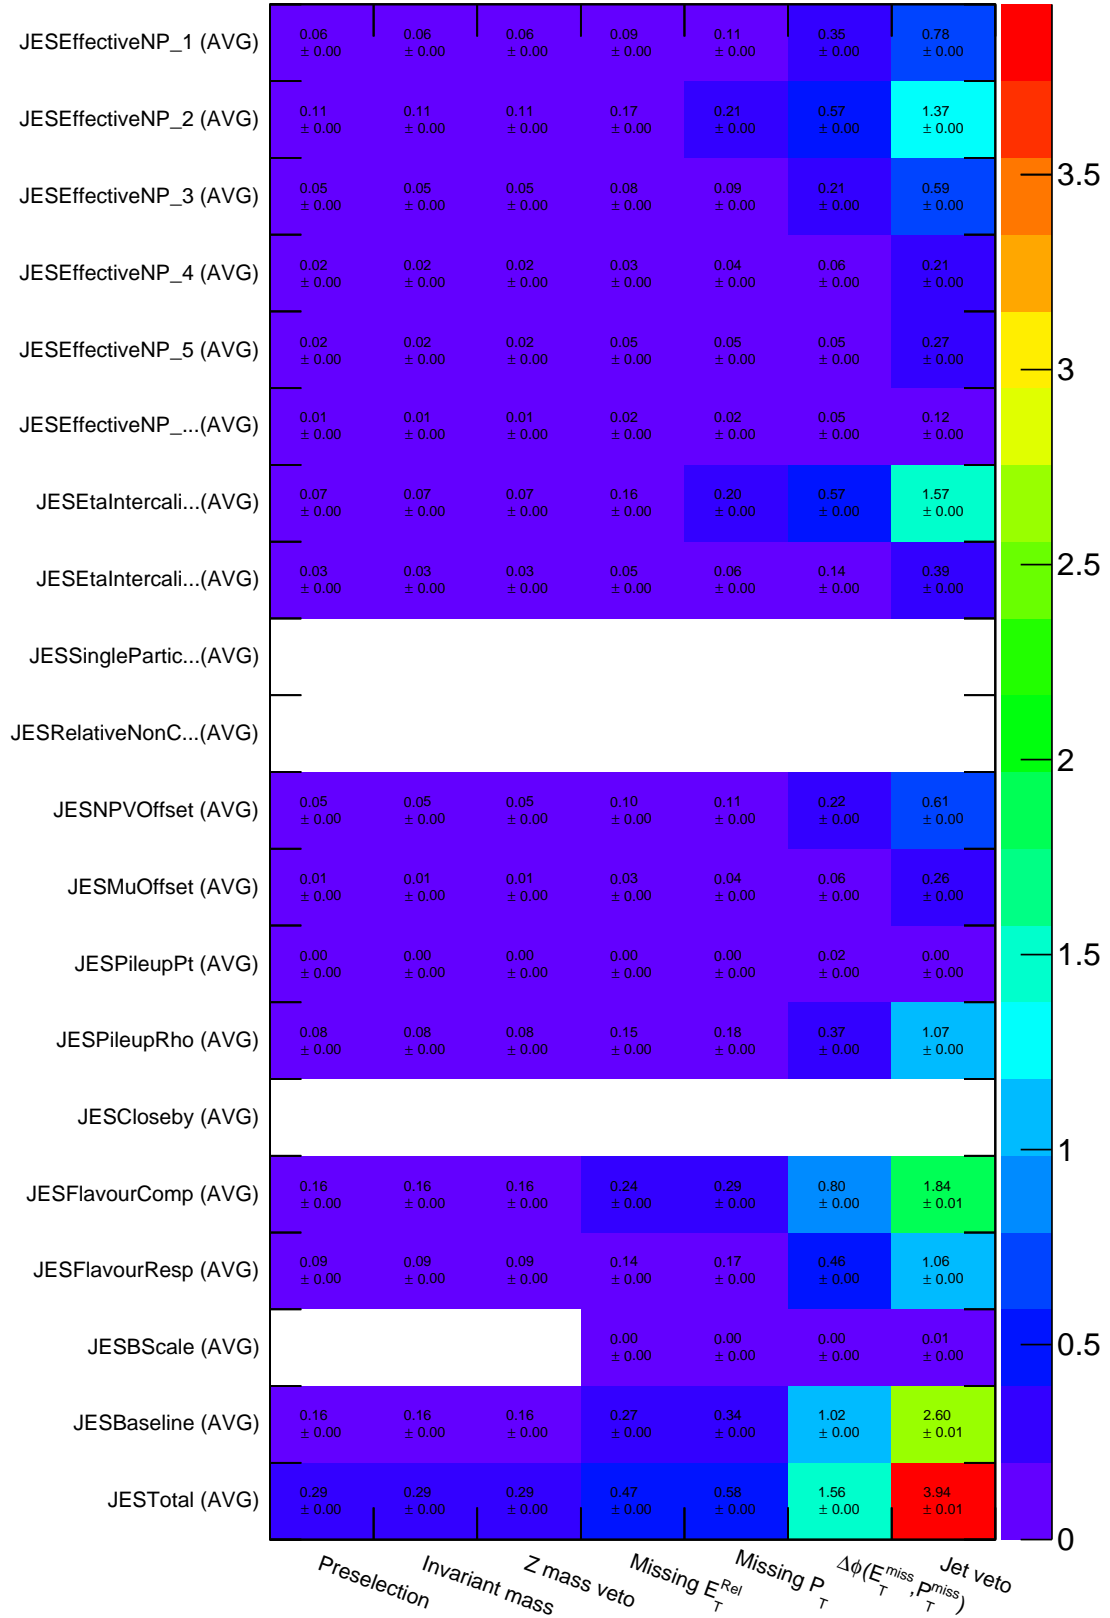 JESEffectiveNP_1 (AVG) 0.06 ± 0.00 0.06 ± 0.00 0.06 ± 0.00 0.09 ± 0.00 0.11 ± 0.00 0.35 ± 0.00 0.78 ± 0.00
JESEffectiveNP_2 (AVG) 0.11 ± 0.00 0.11 ± 0.00 0.11 ± 0.00 0.17 ± 0.00 0.21 ± 0.00 0.57 ± 0.00 1.37 ± 0.00
3.5
JESEffectiveNP_3 (AVG) 0.05 ± 0.00 0.05 ± 0.00 0.05 ± 0.00 0.08 ± 0.00 0.09 ± 0.00 0.21 ± 0.00 0.59 ± 0.00
JESEffectiveNP_4 (AVG) 0.02 ± 0.00 0.02 ± 0.00 0.02 ± 0.00 0.03 ± 0.00 0.04 ± 0.00 0.06 ± 0.00 0.21 ± 0.00
JESEffectiveNP_5 (AVG) 0.02 ± 0.00 0.02 ± 0.00 0.02 ± 0.00 0.05 ± 0.00 0.05 ± 0.00 0.05 ± 0.00 0.27 ± 0.00
3
JESEffectiveNP_...(AVG) 0.01 ± 0.00 0.01 ± 0.00 0.01 ± 0.00 0.02 ± 0.00 0.02 ± 0.00 0.05 ± 0.00 0.12 ± 0.00
JESEtaIntercali...(AVG) 0.07 ± 0.00 0.07 ± 0.00 0.07 ± 0.00 0.16 ± 0.00 0.20 ± 0.00 0.57 ± 0.00 1.57 ± 0.00
2.5
JESEtaIntercali...(AVG) 0.03 ± 0.00 0.03 ± 0.00 0.03 ± 0.00 0.05 ± 0.00 0.06 ± 0.00 0.14 ± 0.00 0.39 ± 0.00
JESSinglePartic...(AVG)
JESRelativeNonC...(AVG)
2
JESNPVOffset (AVG) 0.05 ± 0.00 0.05 ± 0.00 0.05 ± 0.00 0.10 ± 0.00 0.11 ± 0.00 0.22 ± 0.00 0.61 ± 0.00
JESMuOffset (AVG) 0.01 ± 0.00 0.01 ± 0.00 0.01 ± 0.00 0.03 ± 0.00 0.04 ± 0.00 0.06 ± 0.00 0.26 ± 0.00
1.5
JESPileupPt (AVG) 0.00 ± 0.00 0.00 ± 0.00 0.00 ± 0.00 0.00 ± 0.00 0.00 ± 0.00 0.02 ± 0.00 0.00 ± 0.00
JESPileupRho (AVG) 0.08 ± 0.00 0.08 ± 0.00 0.08 ± 0.00 0.15 ± 0.00 0.18 ± 0.00 0.37 ± 0.00 1.07 ± 0.00
JESCloseby (AVG)
1
JESFlavourComp (AVG) 0.16 ± 0.00 0.16 ± 0.00 0.16 ± 0.00 0.24 ± 0.00 0.29 ± 0.00 0.80 ± 0.00 1.84 ± 0.01
JESFlavourResp (AVG) 0.09 ± 0.00 0.09 ± 0.00 0.09 ± 0.00 0.14 ± 0.00 0.17 ± 0.00 0.46 ± 0.00 1.06 ± 0.00
JESBScale (AVG) 0.00 ± 0.00 0.00 ± 0.00 0.00 ± 0.00 0.01 ± 0.00
0.5
JESBaseline (AVG) 0.16 ± 0.00 0.16 ± 0.00 0.16 ± 0.00 0.27 ± 0.00 0.34 ± 0.00 1.02 ± 0.00 2.60 ± 0.01
JESTotal (AVG) 0.29 ± 0.00 0.29 ± 0.00 0.29 ± 0.00 0.47 ± 0.00 0.58 ± 0.00 1.56 ± 0.00 3.94 ± 0.01
0
Preselection
Invariant mass
Z mass veto
Missing E_T^Rel
Missing P_T
Δϕ(E_T^miss,P_T^miss)
Jet veto